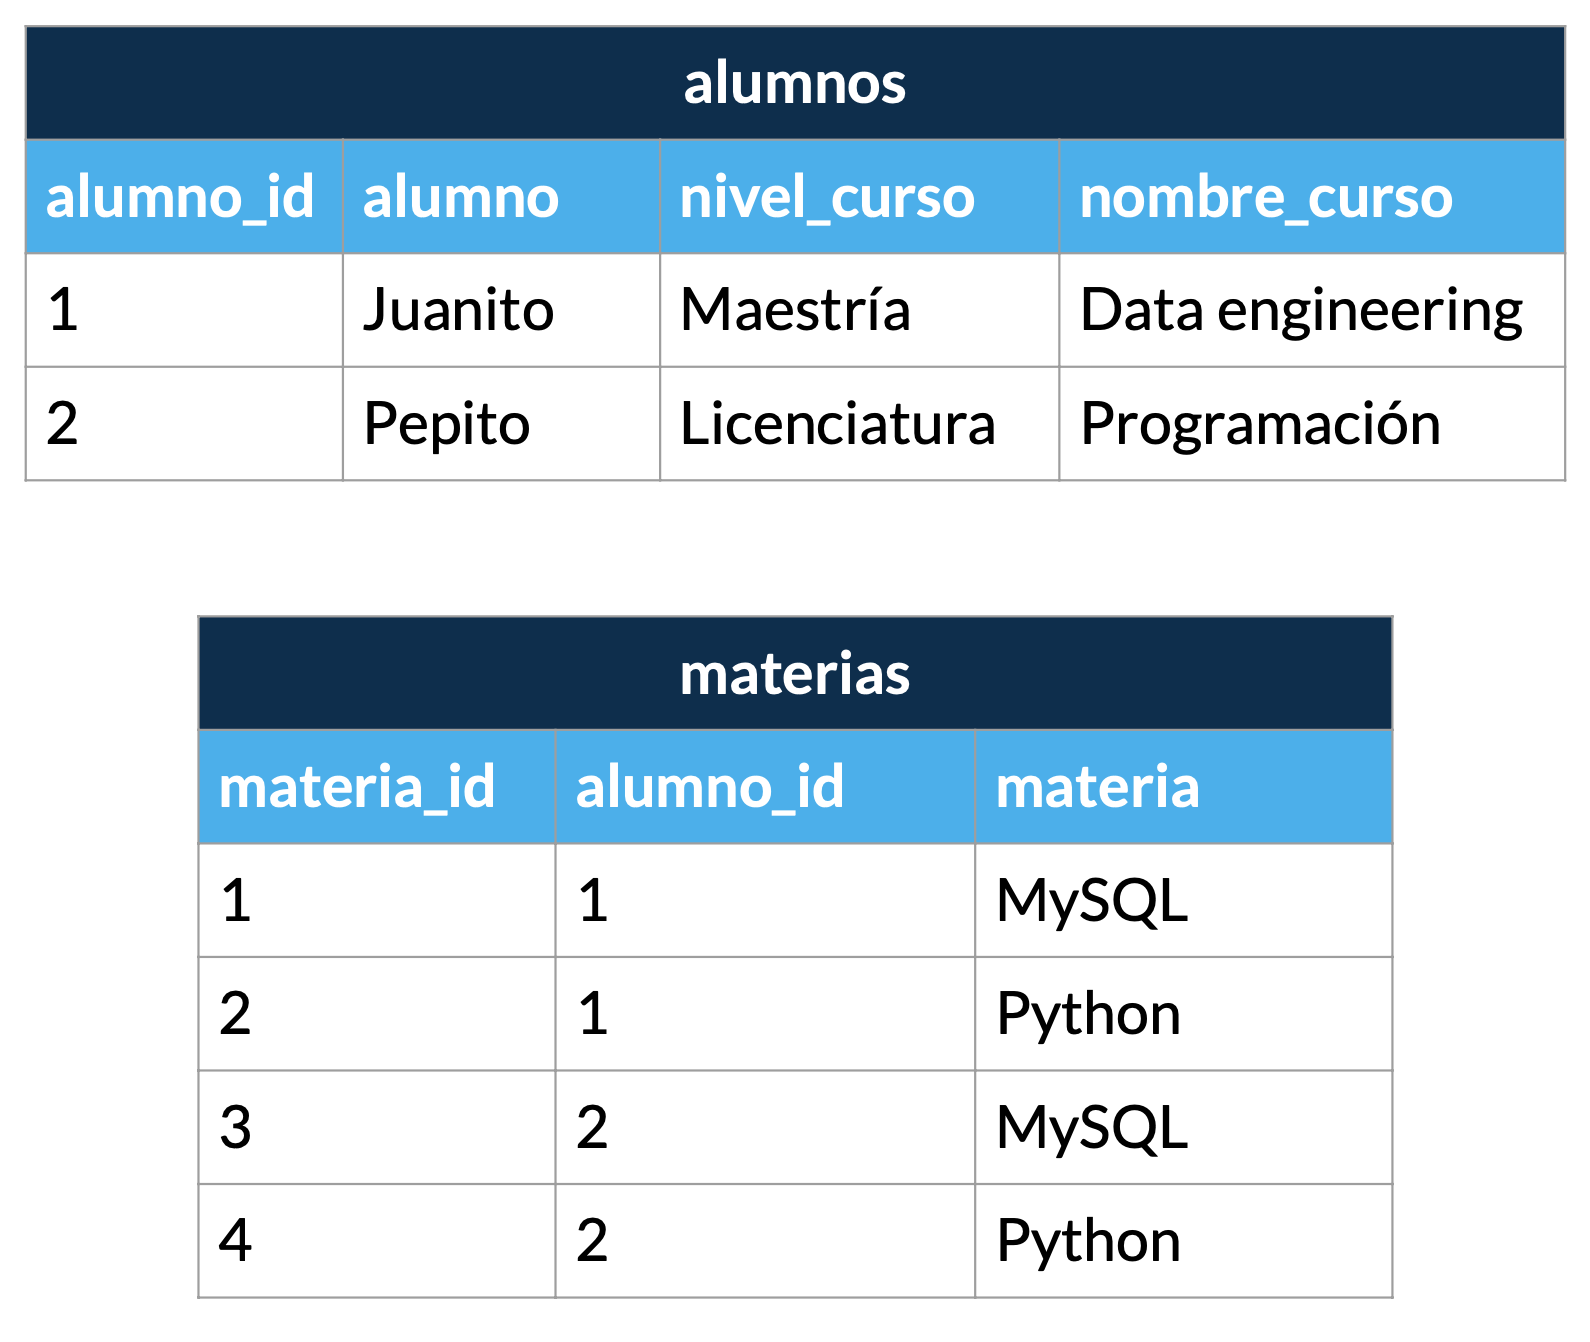 alumnos
alumno_id alumno nivel_curso nombre_curso
1 Juanito Maestría Data engineering
2 Pepito Licenciatura Programación
materias
materia_id alumno_id materia
1 1 MySQL
2 1 Python
3 2 MySQL
4 2 Python